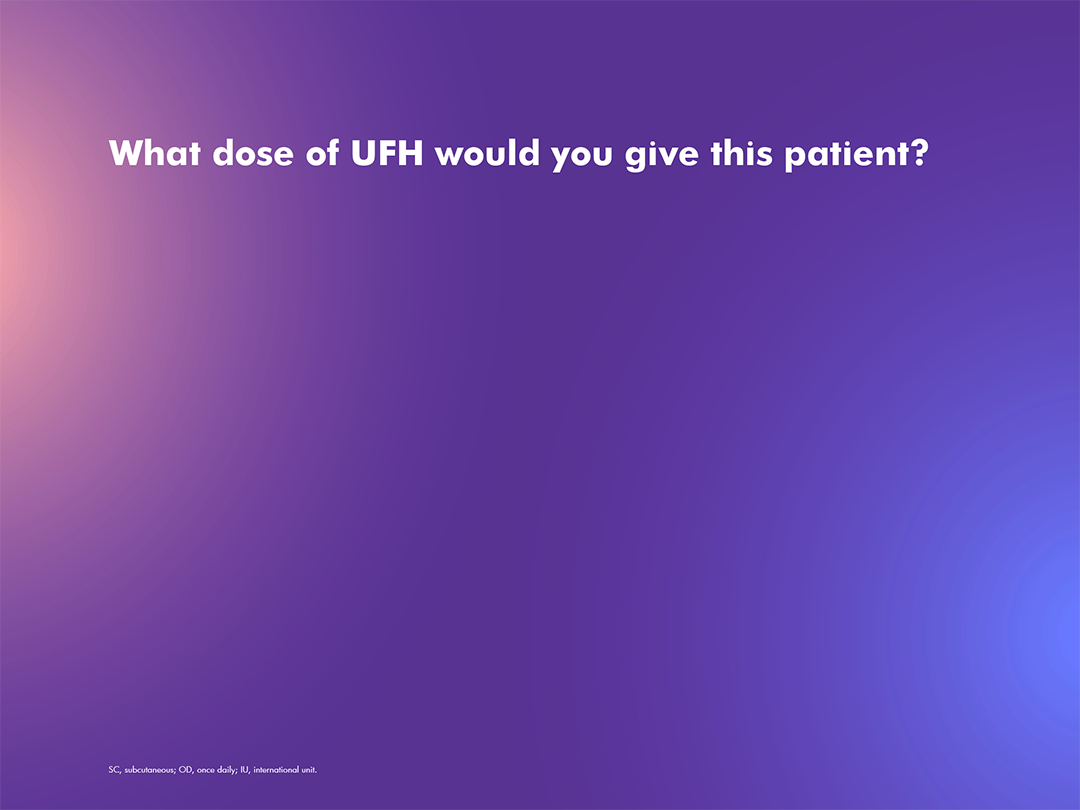 What dose of UFH would you give this patient?
SC, subcutaneous; OD, once daily; IU, international unit.